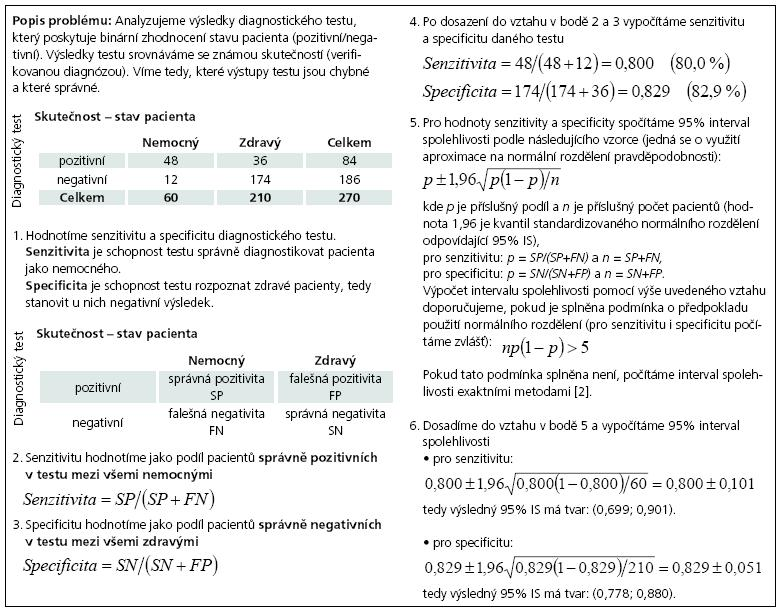 Popis problému: Analyzujeme výsledky diagnostického testu,
který poskytuje binární zhodnocení stavu pacienta (pozitivní/nega-
tivní). Výsledky testu srovnáváme se známou skutečností (verifi-
kovanou diagnózou). Víme tedy, které výstupy testu jsou chybné
a které správné.
Diagnostický test
Skutečnost – stav pacienta
Nemocný Zdravý Celkem
pozitivní 48 36 84
negativní 12 174 186
Celkem 60 210 270
1. Hodnotíme senzitivitu a specificitu diagnostického testu.
Senzitivita je schopnost testu správně diagnostikovat pacienta
jako nemocného.
Specificita je schopnost testu rozpoznat zdravé pacienty, tedy
stanovit u nich negativní výsledek.
Diagnostický test
Skutečnost – stav pacienta
Nemocný Zdravý
pozitivní správná pozitivita falešná pozitivita
SP FP
negativní falešná negativita správná negativita
FN SN
2. Senzitivitu hodnotíme jako podíl pacientů správně pozitivních
v testu mezi všemi nemocnými
Senzitivita = SP/(SP + FN)
3. Specificitu hodnotíme jako podíl pacientů správně negativních
v testu mezi všemi zdravými
Specificita = SN/(SN + FP)
4. Po dosazení do vztahu v bodě 2 a 3 vypočítáme senzitivitu
a specificitu daného testu
Senzitivita = 48/(48+12) = 0,800 (80,0 %)
Specificita = 174/(174 + 36) = 0,829 (82,9 %)
5. Pro hodnoty senzitivity a specificity spočítáme 95% interval
spolehlivosti podle následujícího vzorce (jedná se o využití
aproximace na normální rozdělení pravděpodobnosti):
p ± 1,96√p(1 − p)/n
kde p je příslušný podíl a n je příslušný počet pacientů (hod-
nota 1,96 je kvantil standardizovaného normálního rozdělení
odpovídající 95% IS),
pro senzitivitu: p = SP/(SP+FN) a n = SP+FN,
pro specificitu: p = SN/(SN+FP) a n = SN+FP.
Výpočet intervalu spolehlivosti pomocí výše uvedeného vztahu
doporučujeme, pokud je splněna podmínka o předpokladu
použití normálního rozdělení (pro senzitivitu i specificitu počí-
táme zvlášť): np(1 − p) > 5
Pokud tato podmínka splněna není, počítáme interval spoleh-
livosti exaktními metodami [2].
6. Dosadíme do vztahu v bodě 5 a vypočítáme 95% interval
spolehlivosti
• pro senzitivitu:
0,800 ± 1,96√0,800(1 − 0,800)/60 = 0,800 ± 0,101
tedy výsledný 95% IS má tvar: (0,699; 0,901).
• pro specificitu:
0,829 ± 1,96√0,829(1 − 0,829)/210 = 0,829 ± 0,051
tedy výsledný 95% IS má tvar: (0,778; 0,880).